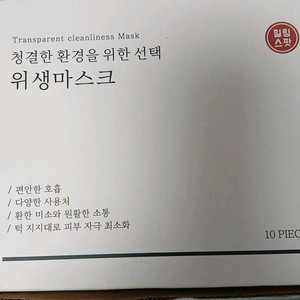 Transparent cleanliness Mask
청결한 환경을 위한 선택
위생마스크
힐링
스팟
/ 편안한 호흡
/ 다양한 사용처
/ 환한 미소와 원활한 소통
/ 턱 지지대로 피부 자극 최소화
10 PIEC